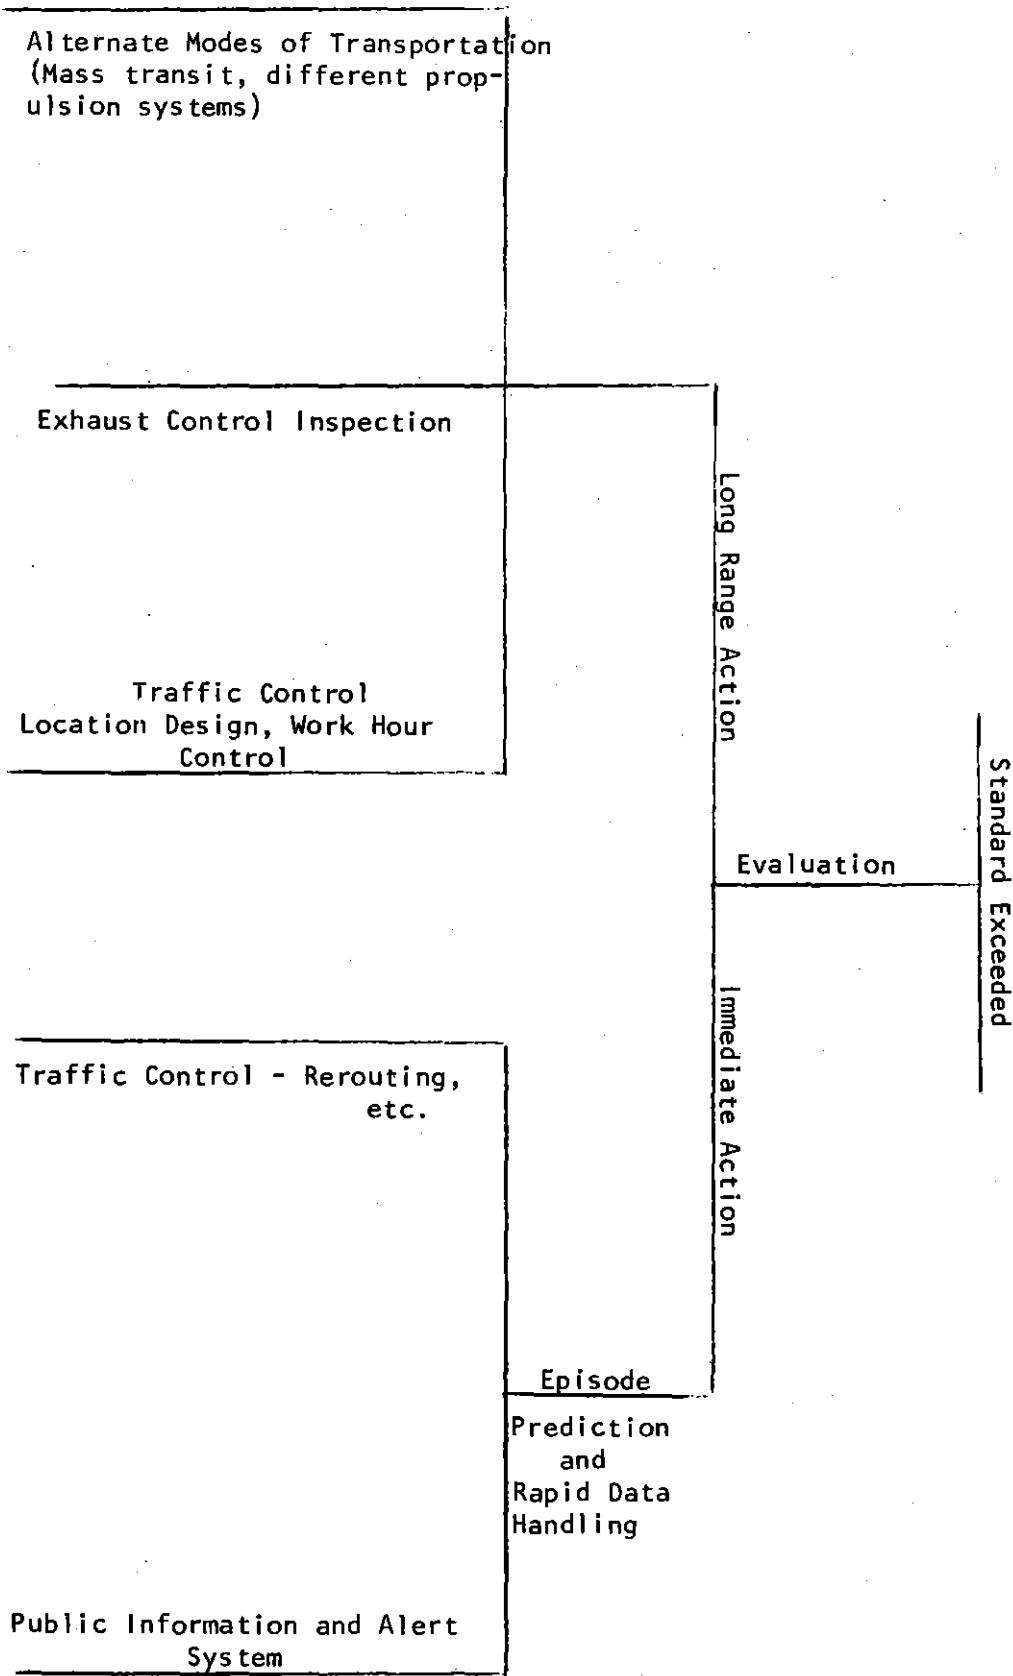 Alternate Modes of Transportation
(Mass transit, different prop-
ulsion systems)
Exhaust Control Inspection
Long Range Action
Traffic Control
Location Design, Work Hour
Control
Standard Exceeded
Evaluation
Immediate Action
Traffic Control - Rerouting,
etc.
Episode
Prediction
and
Rapid Data
Handling
Public Information and Alert
System